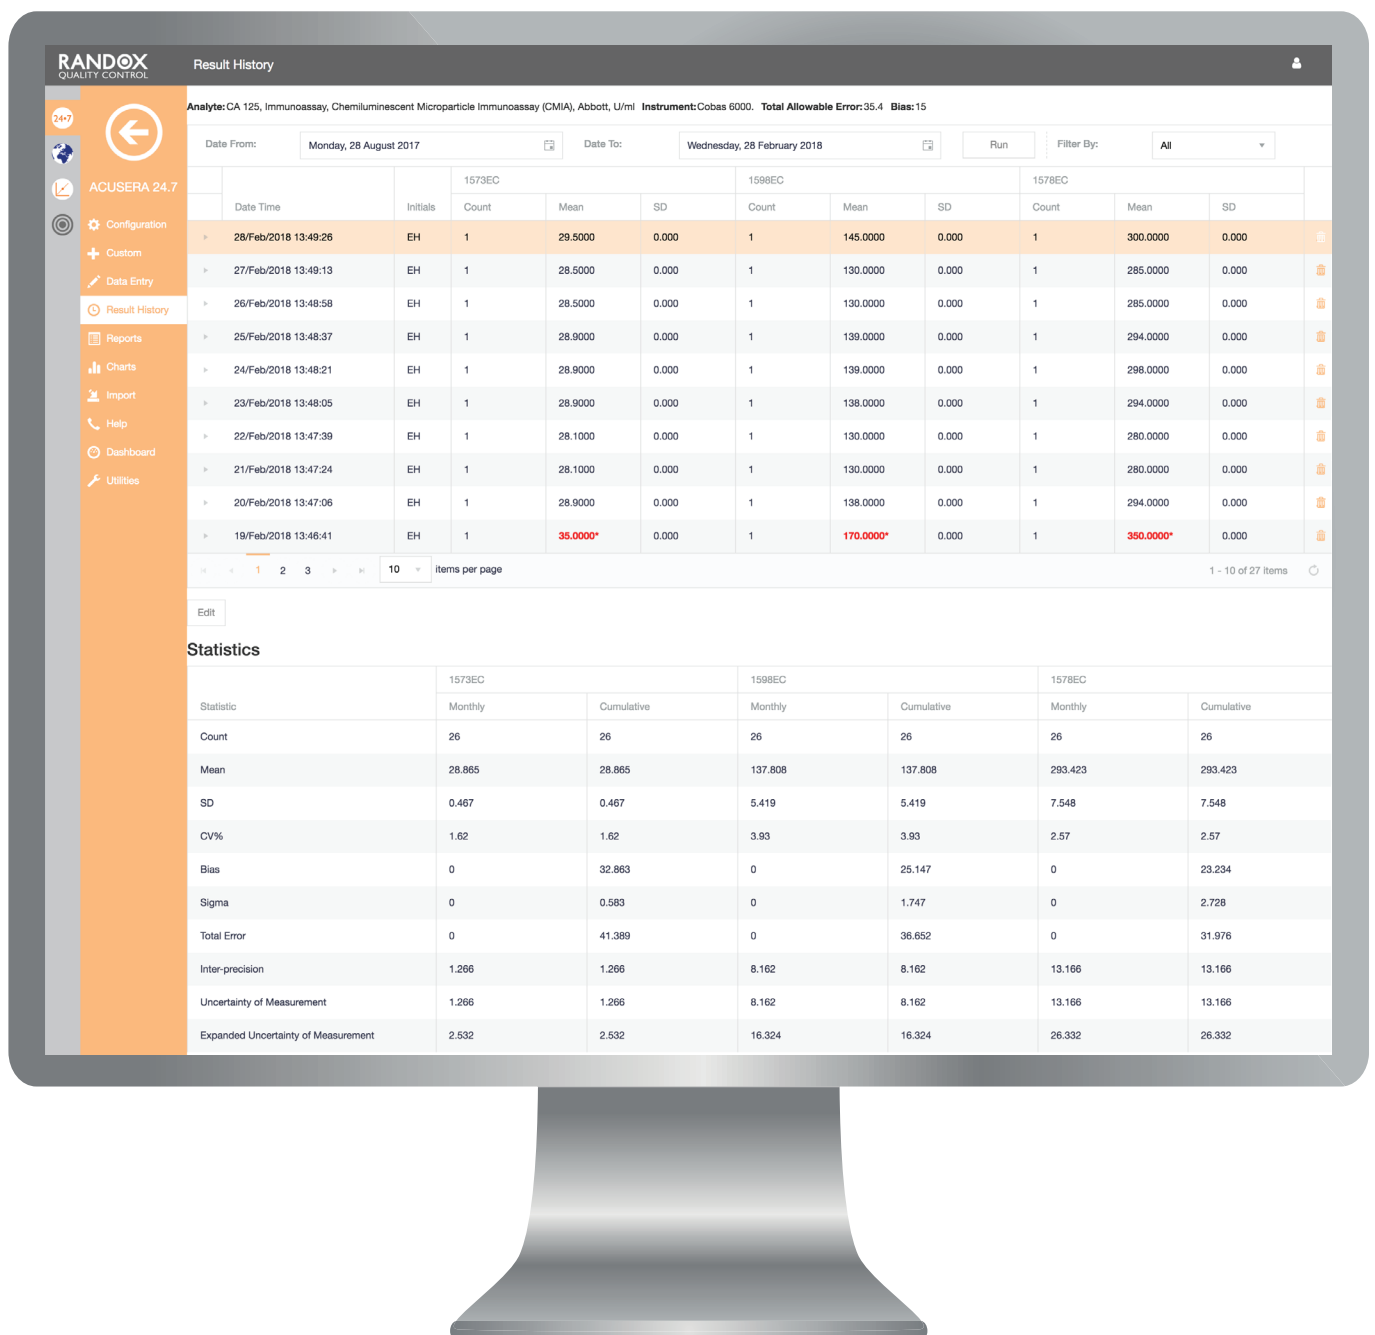 RANDOX
QUALITY CONTROL
Result History
24•7
ACUSERA 24.7
Configuration
Custom
Data Entry
Result History
Reports
Charts
Import
Help
Dashboard
Utilities
Analyte: CA 125, Immunoassay, Chemiluminescent Microparticle Immunoassay (CMIA), Abbott, U/ml Instrument: Cobas 6000. Total Allowable Error: 35.4 Bias: 15
Date From: Monday, 28 August 2017 Date To: Wednesday, 28 February 2018 Run Filter By: All
1573EC 1598EC 1578EC
Date Time Initials Count Mean SD Count Mean SD Count Mean SD
28/Feb/2018 13:49:26 EH 1 29.5000 0.000 1 145.0000 0.000 1 300.0000 0.000
27/Feb/2018 13:49:13 EH 1 28.5000 0.000 1 130.0000 0.000 1 285.0000 0.000
26/Feb/2018 13:48:58 EH 1 28.5000 0.000 1 130.0000 0.000 1 285.0000 0.000
25/Feb/2018 13:48:37 EH 1 28.9000 0.000 1 139.0000 0.000 1 294.0000 0.000
24/Feb/2018 13:48:21 EH 1 28.9000 0.000 1 139.0000 0.000 1 298.0000 0.000
23/Feb/2018 13:48:05 EH 1 28.9000 0.000 1 138.0000 0.000 1 294.0000 0.000
22/Feb/2018 13:47:39 EH 1 28.1000 0.000 1 130.0000 0.000 1 280.0000 0.000
21/Feb/2018 13:47:24 EH 1 28.1000 0.000 1 130.0000 0.000 1 280.0000 0.000
20/Feb/2018 13:47:06 EH 1 28.9000 0.000 1 138.0000 0.000 1 294.0000 0.000
19/Feb/2018 13:46:41 EH 1 35.0000* 0.000 1 170.0000* 0.000 1 350.0000* 0.000
1 2 3 10 items per page 1 - 10 of 27 items
Edit
Statistics
1573EC 1598EC 1578EC
Statistic Monthly Cumulative Monthly Cumulative Monthly Cumulative
Count 26 26 26 26 26 26
Mean 28.865 28.865 137.808 137.808 293.423 293.423
SD 0.467 0.467 5.419 5.419 7.548 7.548
CV% 1.62 1.62 3.93 3.93 2.57 2.57
Bias 0 32.863 0 25.147 0 23.234
Sigma 0 0.583 0 1.747 0 2.728
Total Error 0 41.389 0 36.652 0 31.976
Inter-precision 1.266 1.266 8.162 8.162 13.166 13.166
Uncertainty of Measurement 1.266 1.266 8.162 8.162 13.166 13.166
Expanded Uncertainty of Measurement 2.532 2.532 16.324 16.324 26.332 26.332